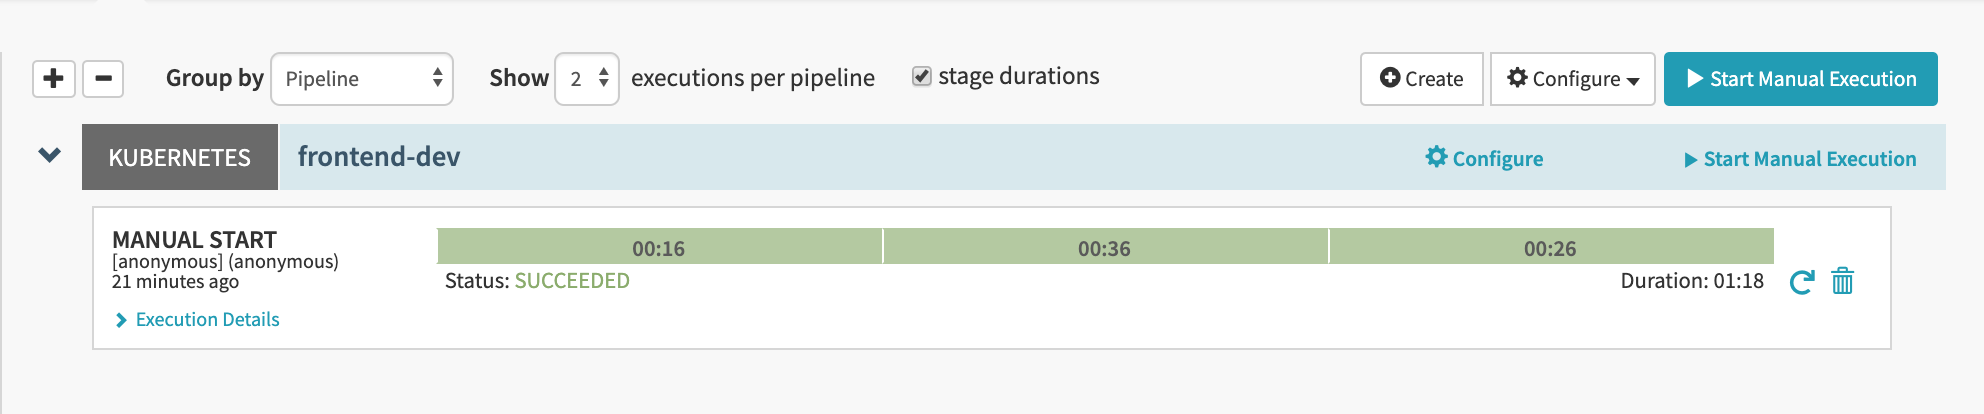 Group by Pipeline Show 2 executions per pipeline stage durations Create Configure Start Manual Execution
KUBERNETES frontend-dev Configure Start Manual Execution
MANUAL START 00:16 00:36 00:26
[anonymous] (anonymous)
21 minutes ago Status: SUCCEEDED Duration: 01:18
Execution Details